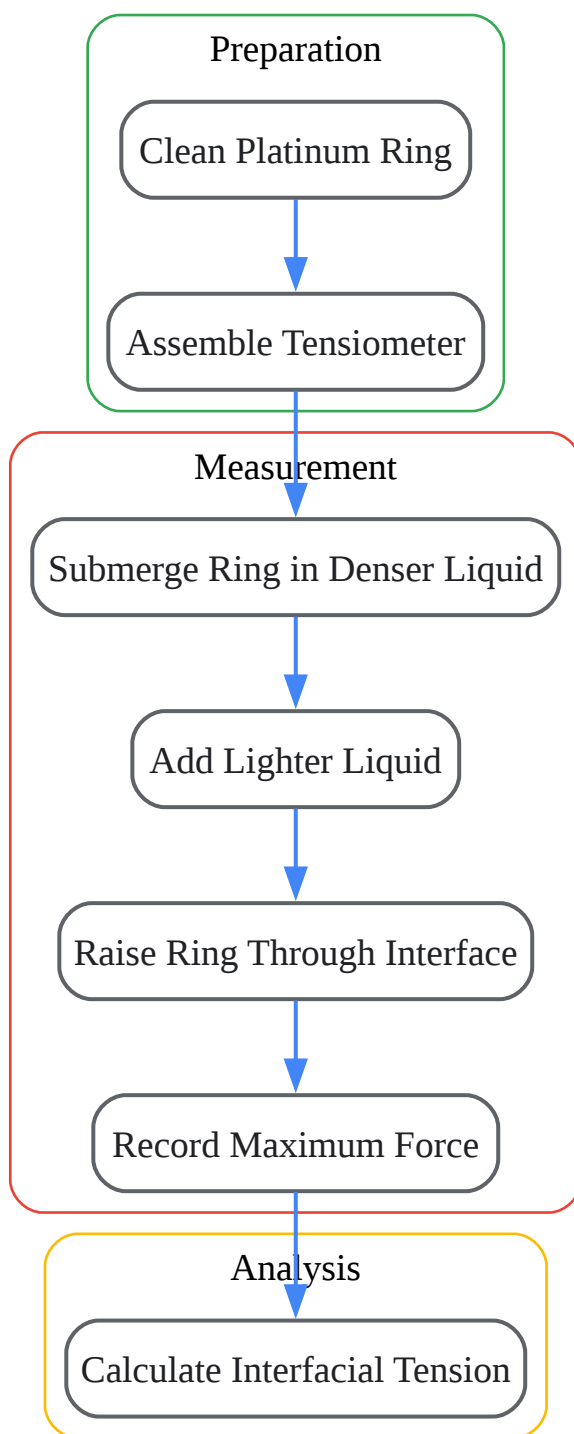 Preparation
Clean Platinum Ring
Assemble Tensiometer
Measurement
Submerge Ring in Denser Liquid
Add Lighter Liquid
Raise Ring Through Interface
Record Maximum Force
Analysis
Calculate Interfacial Tension